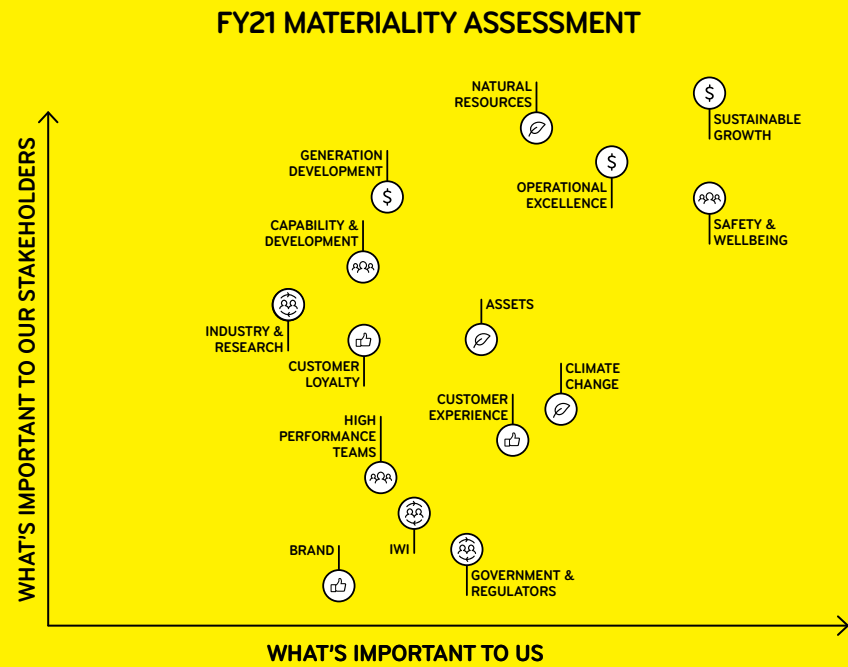 FY21 MATERIALITY ASSESSMENT
NATURAL
RESOURCES
$
SUSTAINABLE
GROWTH
GENERATION
DEVELOPMENT
$
$
OPERATIONAL
EXCELLENCE
SAFETY &
WELLBEING
CAPABILITY &
DEVELOPMENT
INDUSTRY &
RESEARCH
ASSETS
CUSTOMER
LOYALTY
CLIMATE
CHANGE
CUSTOMER
EXPERIENCE
HIGH
PERFORMANCE
TEAMS
IWI
BRAND
GOVERNMENT &
REGULATORS
WHAT'S IMPORTANT TO OUR STAKEHOLDERS
WHAT'S IMPORTANT TO US